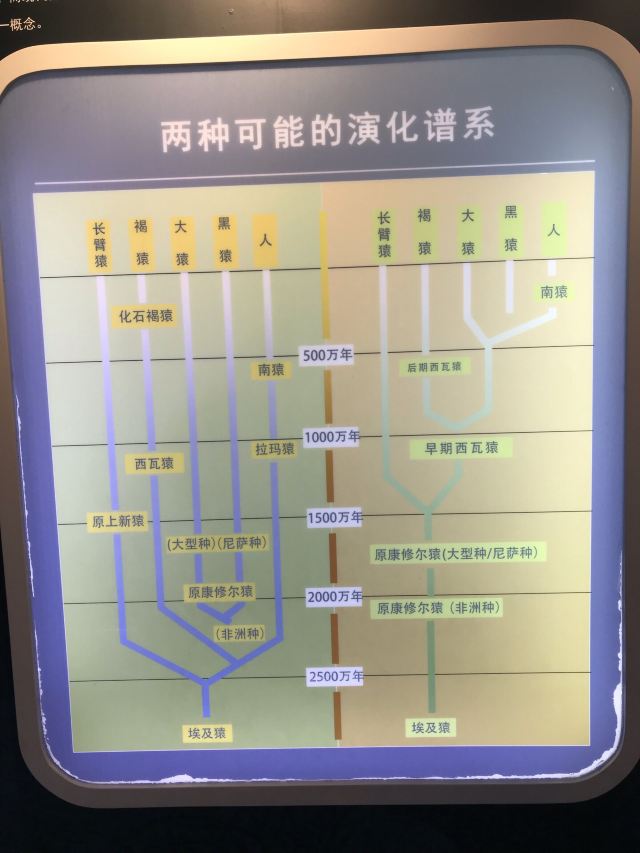 一概念。
两种可能的演化谱系
长臂猿
褐猿
大猿
黑猿
人
长臂猿
褐猿
大猿
黑猿
人
化石褐猿
南猿
500万年
南猿
后期西瓦猿
1000万年
拉玛猿
西瓦猿
早期西瓦猿
1500万年
原上新猿
(大型种)(尼萨种)
原康修尔猿(大型种/尼萨种)
2000万年
原康修尔猿
原康修尔猿（非洲种)
（非洲种）
2500万年
埃及猿
埃及猿